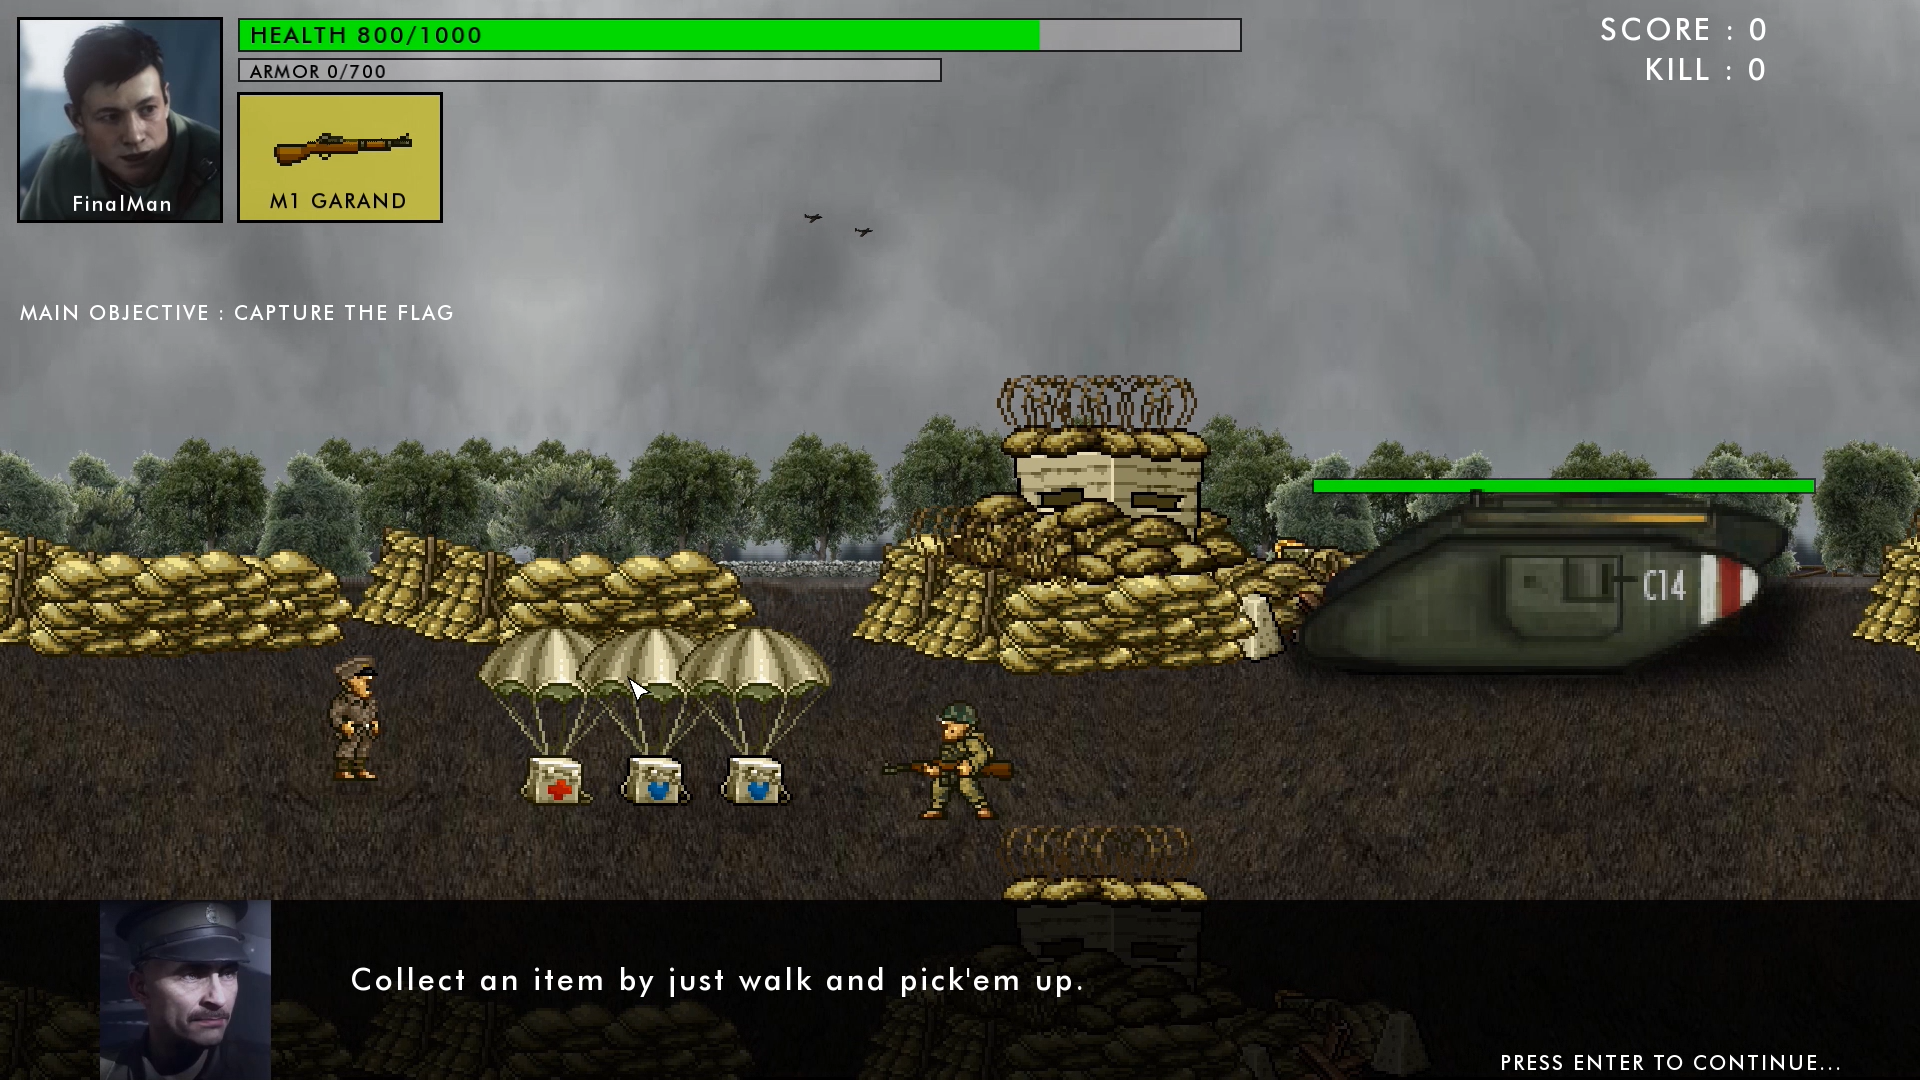 HEALTH 800/1000
SCORE : 0
ARMOR 0/700
KILL : 0
FinalMan
M1 GARAND
MAIN OBJECTIVE : CAPTURE THE FLAG
C14
Collect an item by just walk and pick'em up.
PRESS ENTER TO CONTINUE...